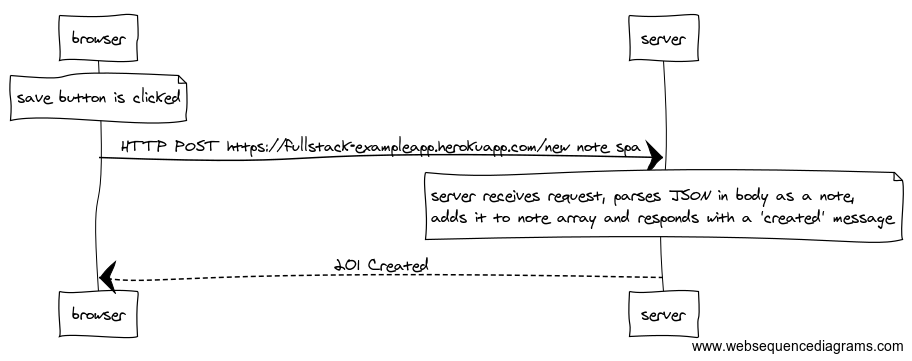 browser
server
save button is clicked
HTTP POST https://fullstack-exampleapp.herokuapp.com/new note spa
server receives request, parses JSON in body as a note,
adds it to note array and responds with a 'created' message
201 Created
browser
server
www.websequencediagrams.com